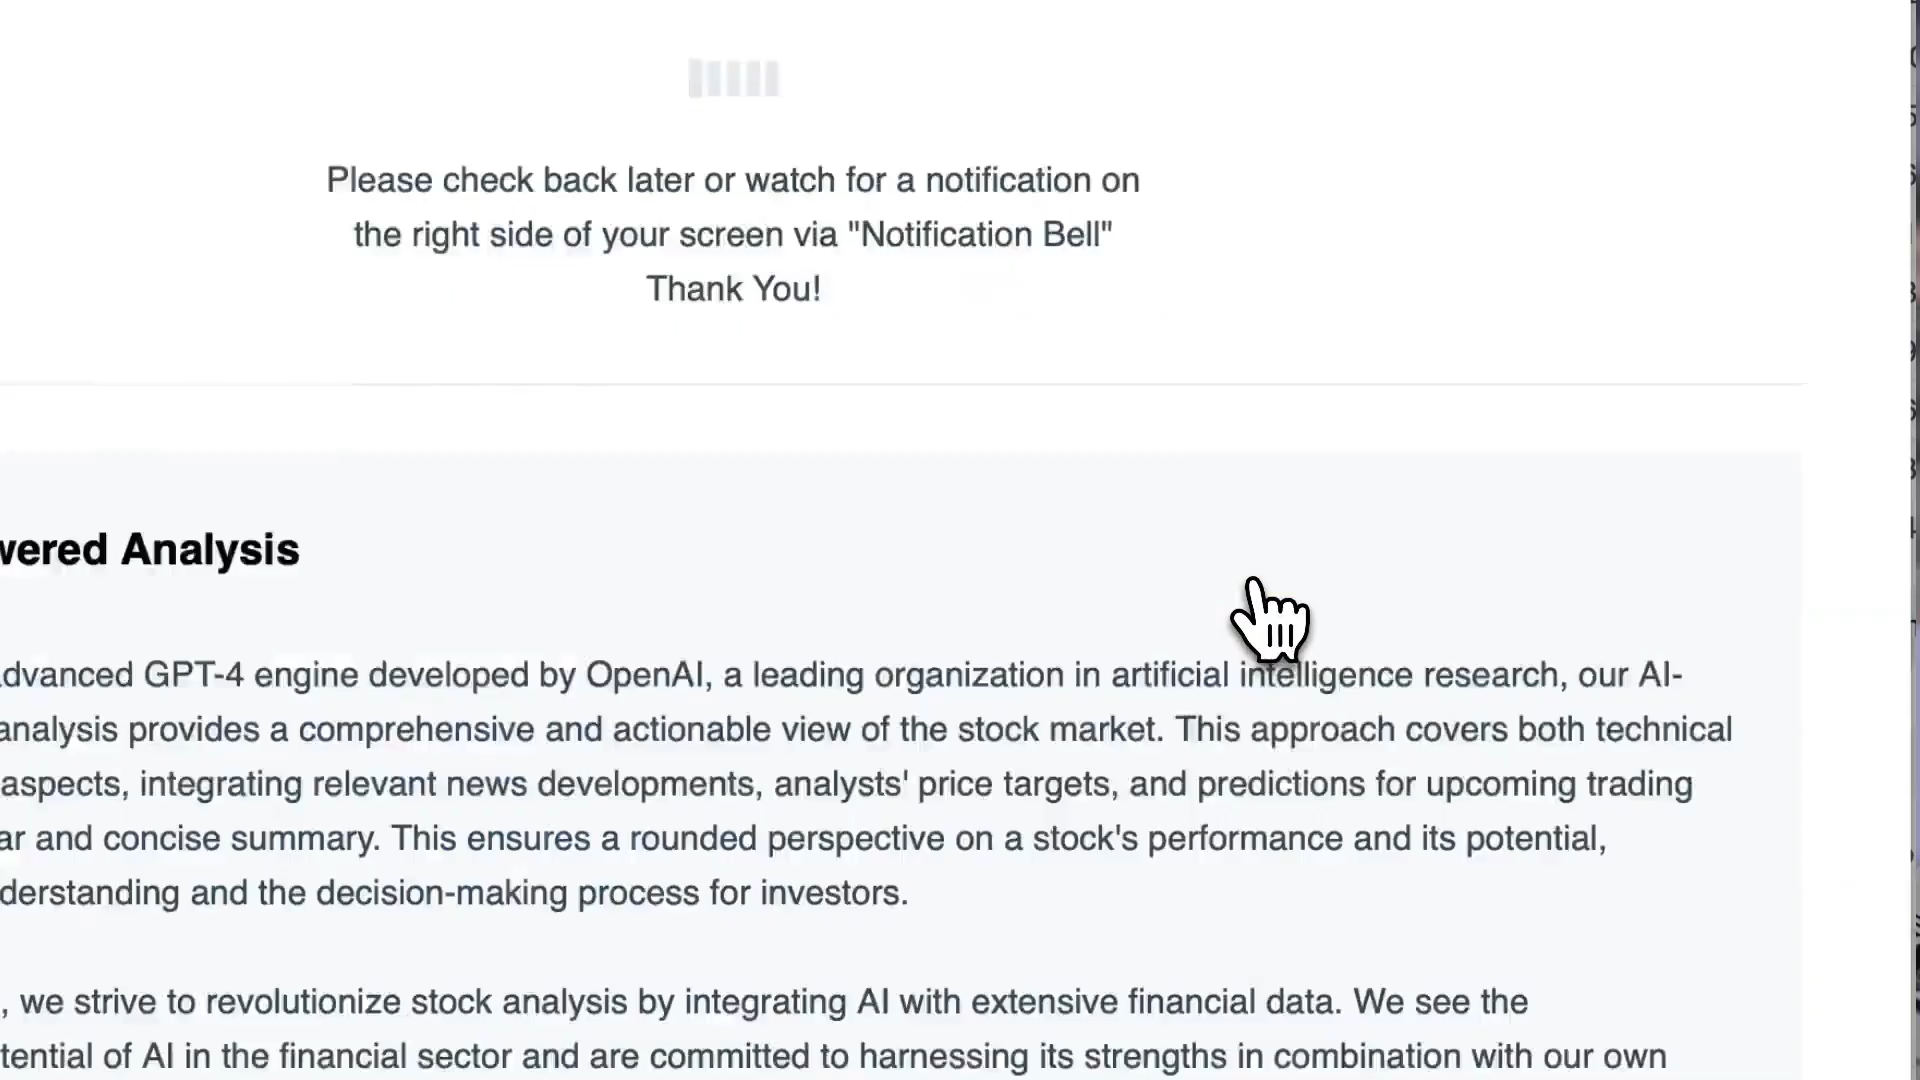 Please check back later or watch for a notification on
the right side of your screen via "Notification Bell"
Thank You!
wered Analysis
dvanced GPT-4 engine developed by OpenAI, a leading organization in artificial intelligence research, our AI-
analysis provides a comprehensive and actionable view of the stock market. This approach covers both technical
aspects, integrating relevant news developments, analysts' price targets, and predictions for upcoming trading
ar and concise summary. This ensures a rounded perspective on a stock's performance and its potential,
derstanding and the decision-making process for investors.
, we strive to revolutionize stock analysis by integrating AI with extensive financial data. We see the
tential of AI in the financial sector and are committed to harnessing its strengths in combination with our own